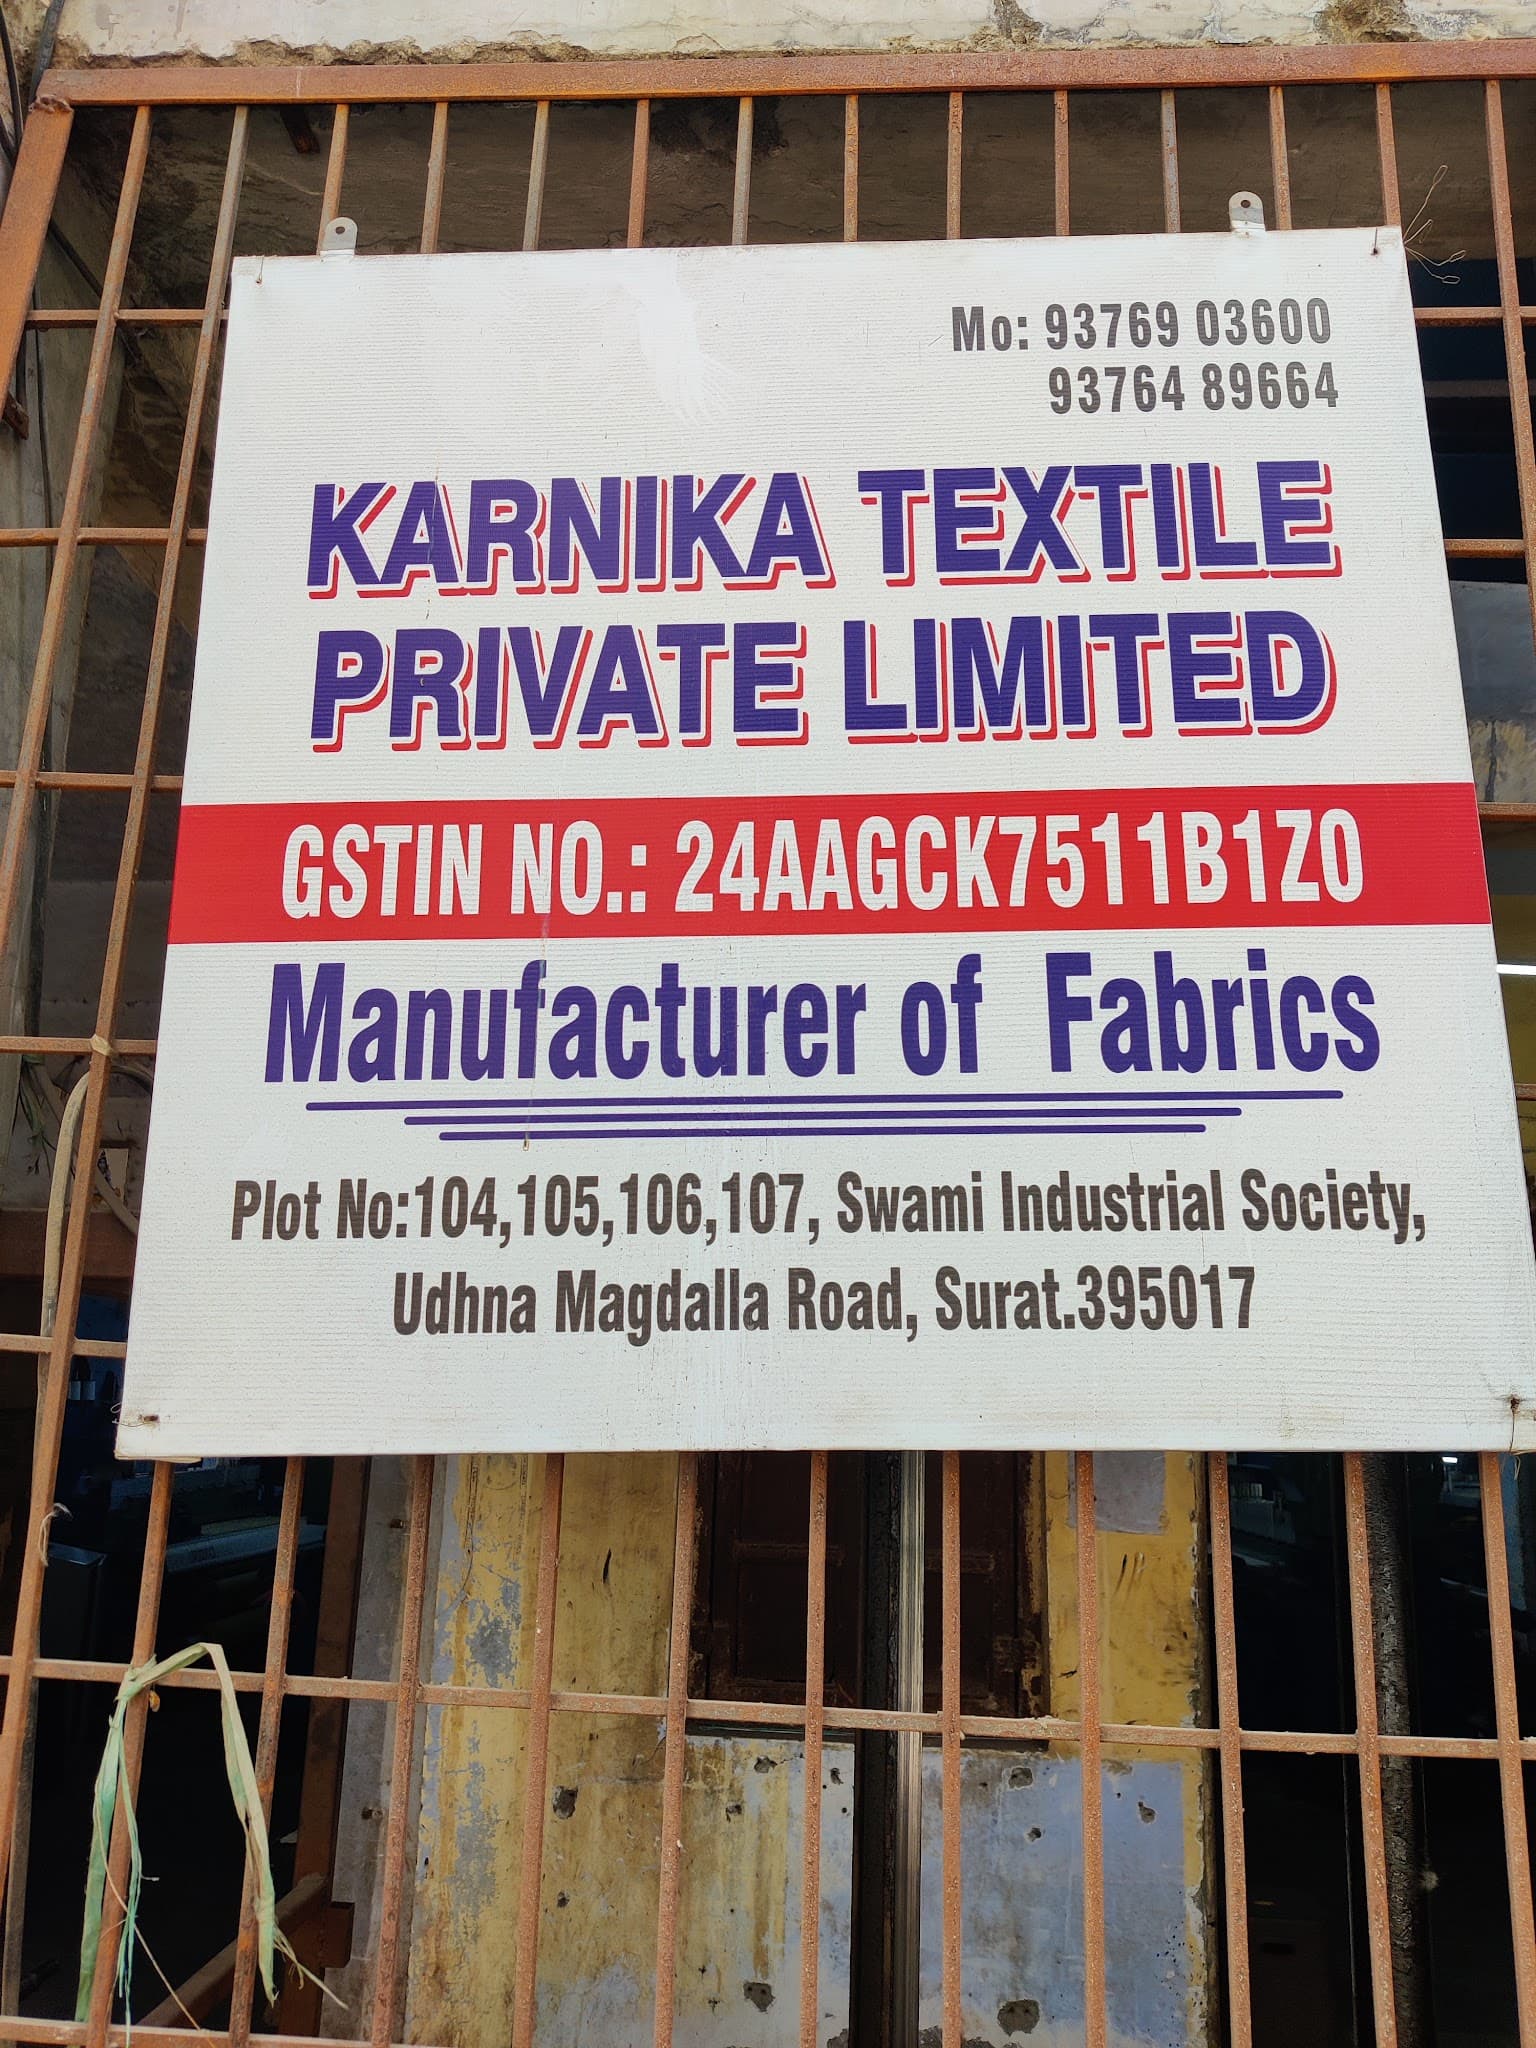 Mo: 93769 03600
93764 89664
KARNIKA TEXTILE
PRIVATE LIMITED
GSTIN NO.: 24AAGCK7511B1Z0
Manufacturer of Fabrics
Plot No:104,105,106,107, Swami Industrial Society,
Udhna Magdalla Road, Surat.395017